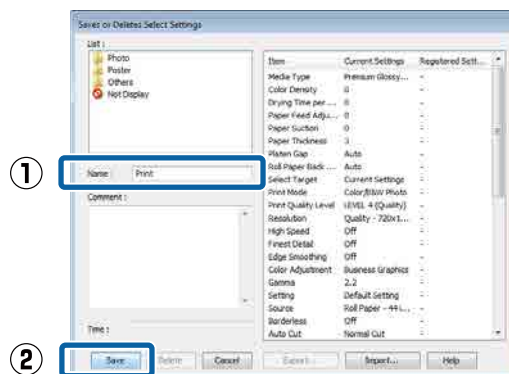 Saves or Deletes Select Settings
List :
Photo
Poster
Others
Not Display
① Name : Print
Comment :
Time :
② Save Delete Cancel Export... Import... Help
Item Current Settings Registered Sett...
Media Type Premium Glossy... -
Color Density 0 -
Drying Time per ... 0 -
Paper Feed Adju... 0 -
Paper Suction 0 -
Paper Thickness 3 -
Platen Gap Auto -
Roll Paper Back ... Auto -
Select Target Current Settings -
Print Mode Color/B&W Photo -
Print Quality Level LEVEL 4 (Quality) -
Resolution Quality - 720x1... -
High Speed Off -
Finest Detail Off -
Edge Smoothing Off -
Color Adjustment Business Graphics -
Gamma 2.2 -
Setting Default Setting -
Source Roll Paper - 44 i... -
Borderless Off -
Auto Cut Normal Cut -